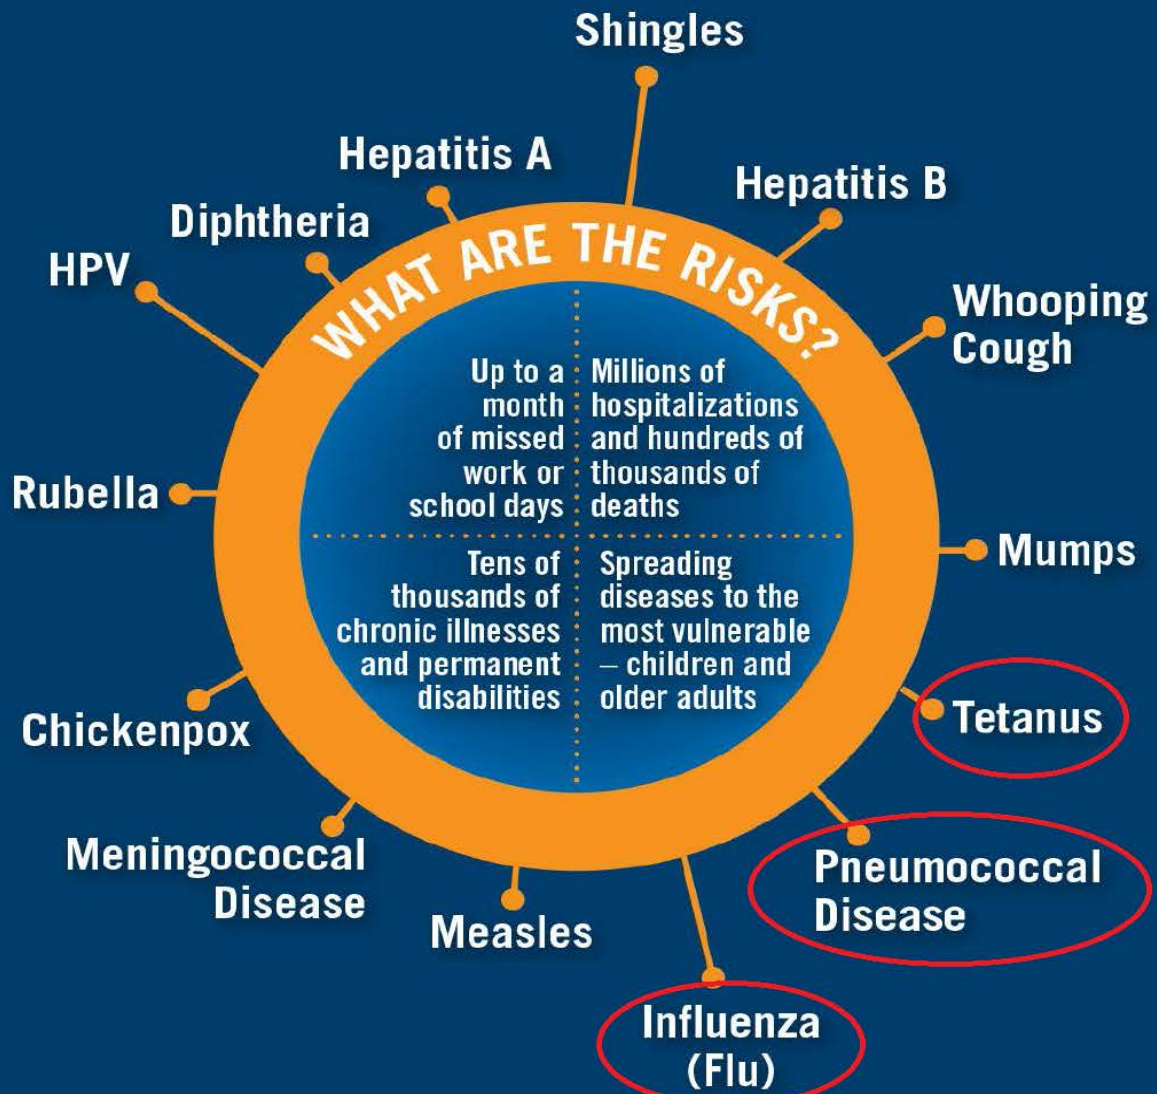 Shingles
Hepatitis A
Hepatitis B
Diphtheria
HPV
WHAT ARE THE RISKS?
Whooping
Cough
Up to a
month
of missed
work or
school days
Millions of
hospitalizations
and hundreds of
thousands of
deaths
Rubella
Mumps
Tens of
thousands of
chronic illnesses
and permanent
disabilities
Spreading
diseases to the
most vulnerable
– children and
older adults
Chickenpox
Tetanus
Meningococcal
Disease
Pneumococcal
Disease
Measles
Influenza
(Flu)